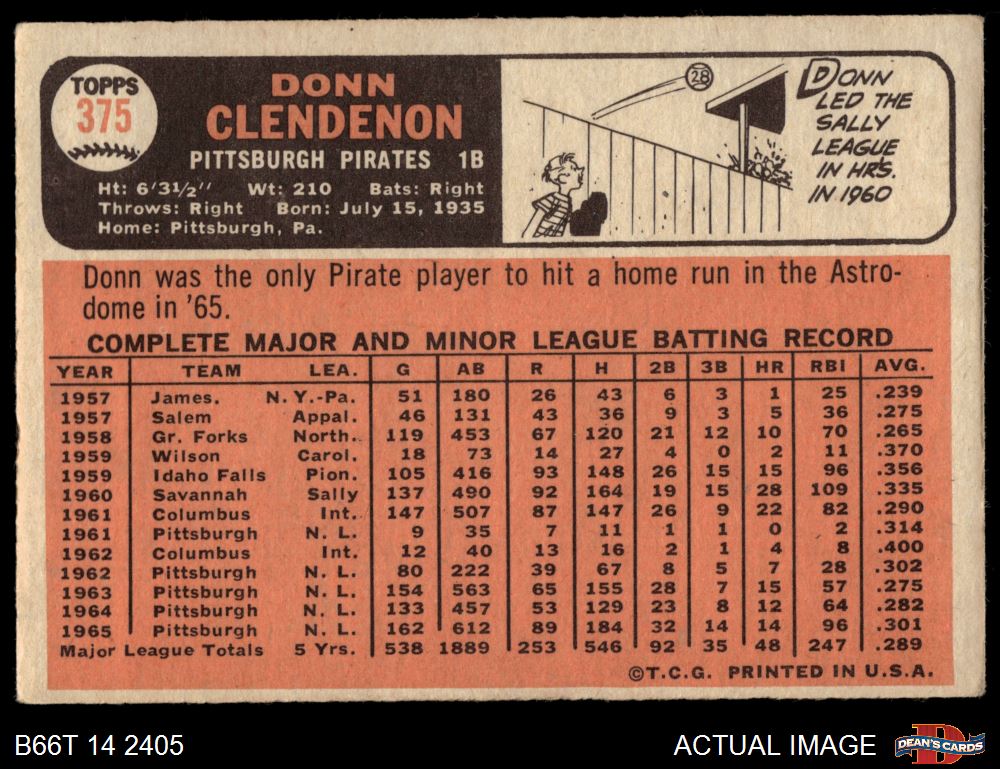 TOPPS
375
DONN
CLENDENON
PITTSBURGH PIRATES 1B
Ht: 6'3½" Wt: 210 Bats: Right
Throws: Right Born: July 15, 1935
Home: Pittsburgh, Pa.
28
DONN
LED THE
SALLY
LEAGUE
IN HR'S.
IN 1960
Donn was the only Pirate player to hit a home run in the Astro-
dome in '65.
COMPLETE MAJOR AND MINOR LEAGUE BATTING RECORD
YEAR TEAM LEA. G AB R H 2B 3B HR RBI AVG.
1957 James. N.Y.-Pa. 51 180 26 43 6 3 1 25 .239
1957 Salem Appal. 46 131 43 36 9 3 5 36 .275
1958 Gr. Forks North. 119 453 67 120 21 12 10 70 .265
1959 Wilson Carol. 18 73 14 27 4 0 2 11 .370
1959 Idaho Falls Pion. 105 416 93 148 26 15 15 96 .356
1960 Savannah Sally 137 490 92 164 19 15 28 109 .335
1961 Columbus Int. 147 507 87 147 26 9 22 82 .290
1961 Pittsburgh N. L. 9 35 7 11 1 1 0 2 .314
1962 Columbus Int. 12 40 13 16 2 1 4 8 .400
1962 Pittsburgh N. L. 80 222 39 67 8 5 7 28 .302
1963 Pittsburgh N. L. 154 563 65 155 28 7 15 57 .275
1964 Pittsburgh N. L. 133 457 53 129 23 8 12 64 .282
1965 Pittsburgh N. L. 162 612 89 184 32 14 14 96 .301
Major League Totals 5 Yrs. 538 1889 253 546 92 35 48 247 .289
©T.C.G. PRINTED IN U.S.A.
B66T 14 2405
ACTUAL IMAGE
D
DEAN'S CARDS